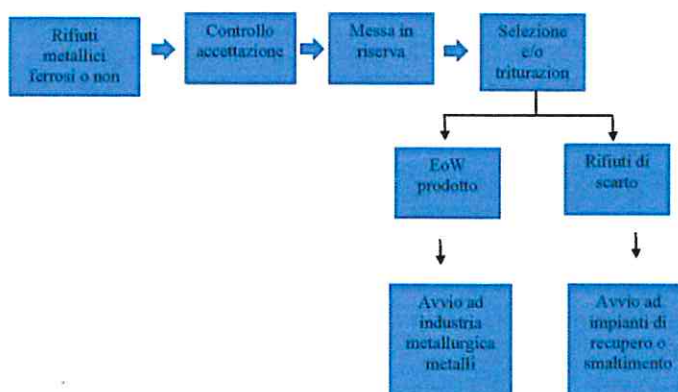 Rifiuti
metallici
ferrosi o non
Controllo
accettazione
Messa in
riserva
Selezione
e/o
triturazion
EoW
prodotto
Rifiuti di
scarto
Avvio ad
industria
metallurgica
metalli
Avvio ad
impianti di
recupero o
smaltimento